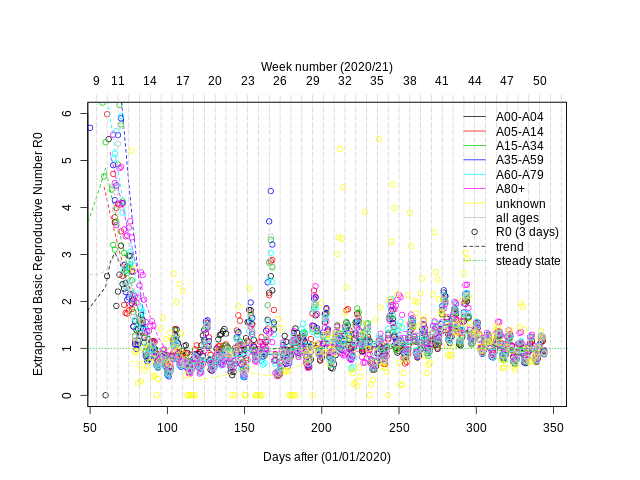 Week number (2020/21)
9 11 14 17 20 23 26 29 32 35 38 41 44 47 50
Extrapolated Basic Reproductive Number R0
6
5
4
3
2
1
0
A00-A04
A05-A14
A15-A34
A35-A59
A60-A79
A80+
unknown
all ages
R0 (3 days)
trend
steady state
50 100 150 200 250 300 350
Days after (01/01/2020)